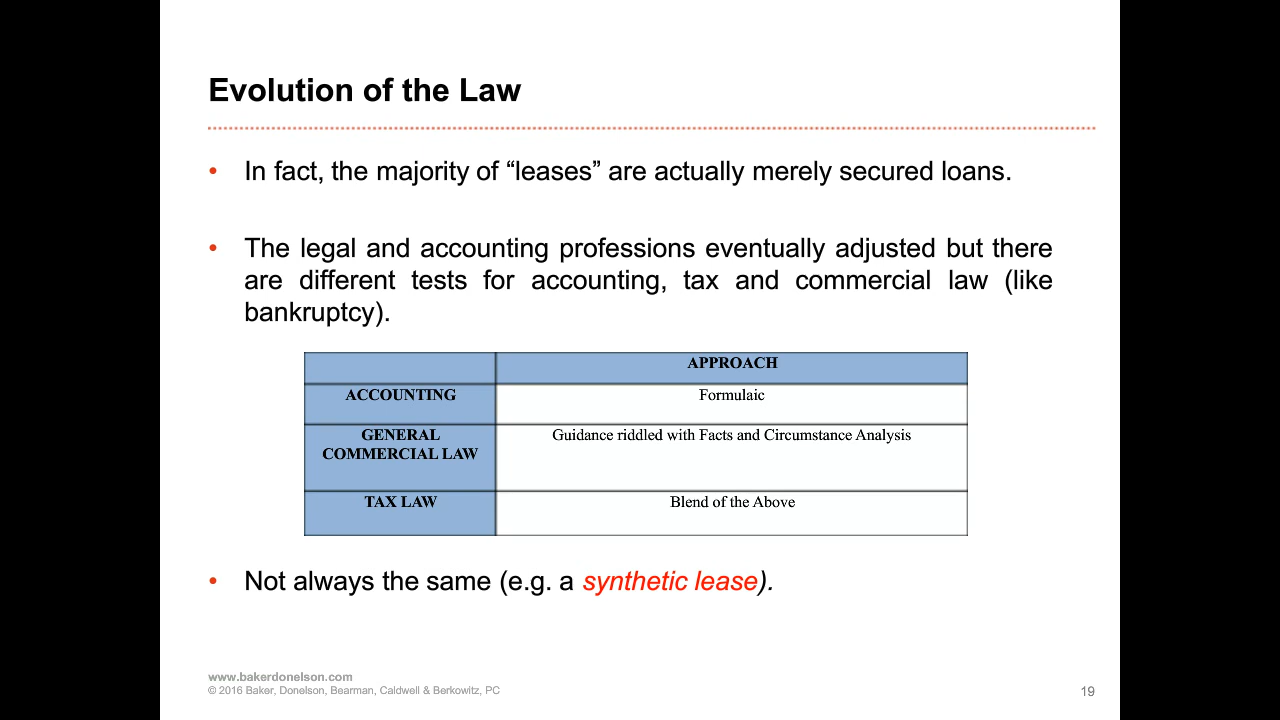 Evolution of the Law
• In fact, the majority of “leases” are actually merely secured loans.
• The legal and accounting professions eventually adjusted but there
are different tests for accounting, tax and commercial law (like
bankruptcy).
APPROACH
ACCOUNTING Formulaic
GENERAL Guidance riddled with Facts and Circumstance Analysis
COMMERCIAL LAW
TAX LAW Blend of the Above
• Not always the same (e.g. a synthetic lease).
www.bakerdonelson.com
© 2016 Baker, Donelson, Bearman, Caldwell & Berkowitz, PC
19